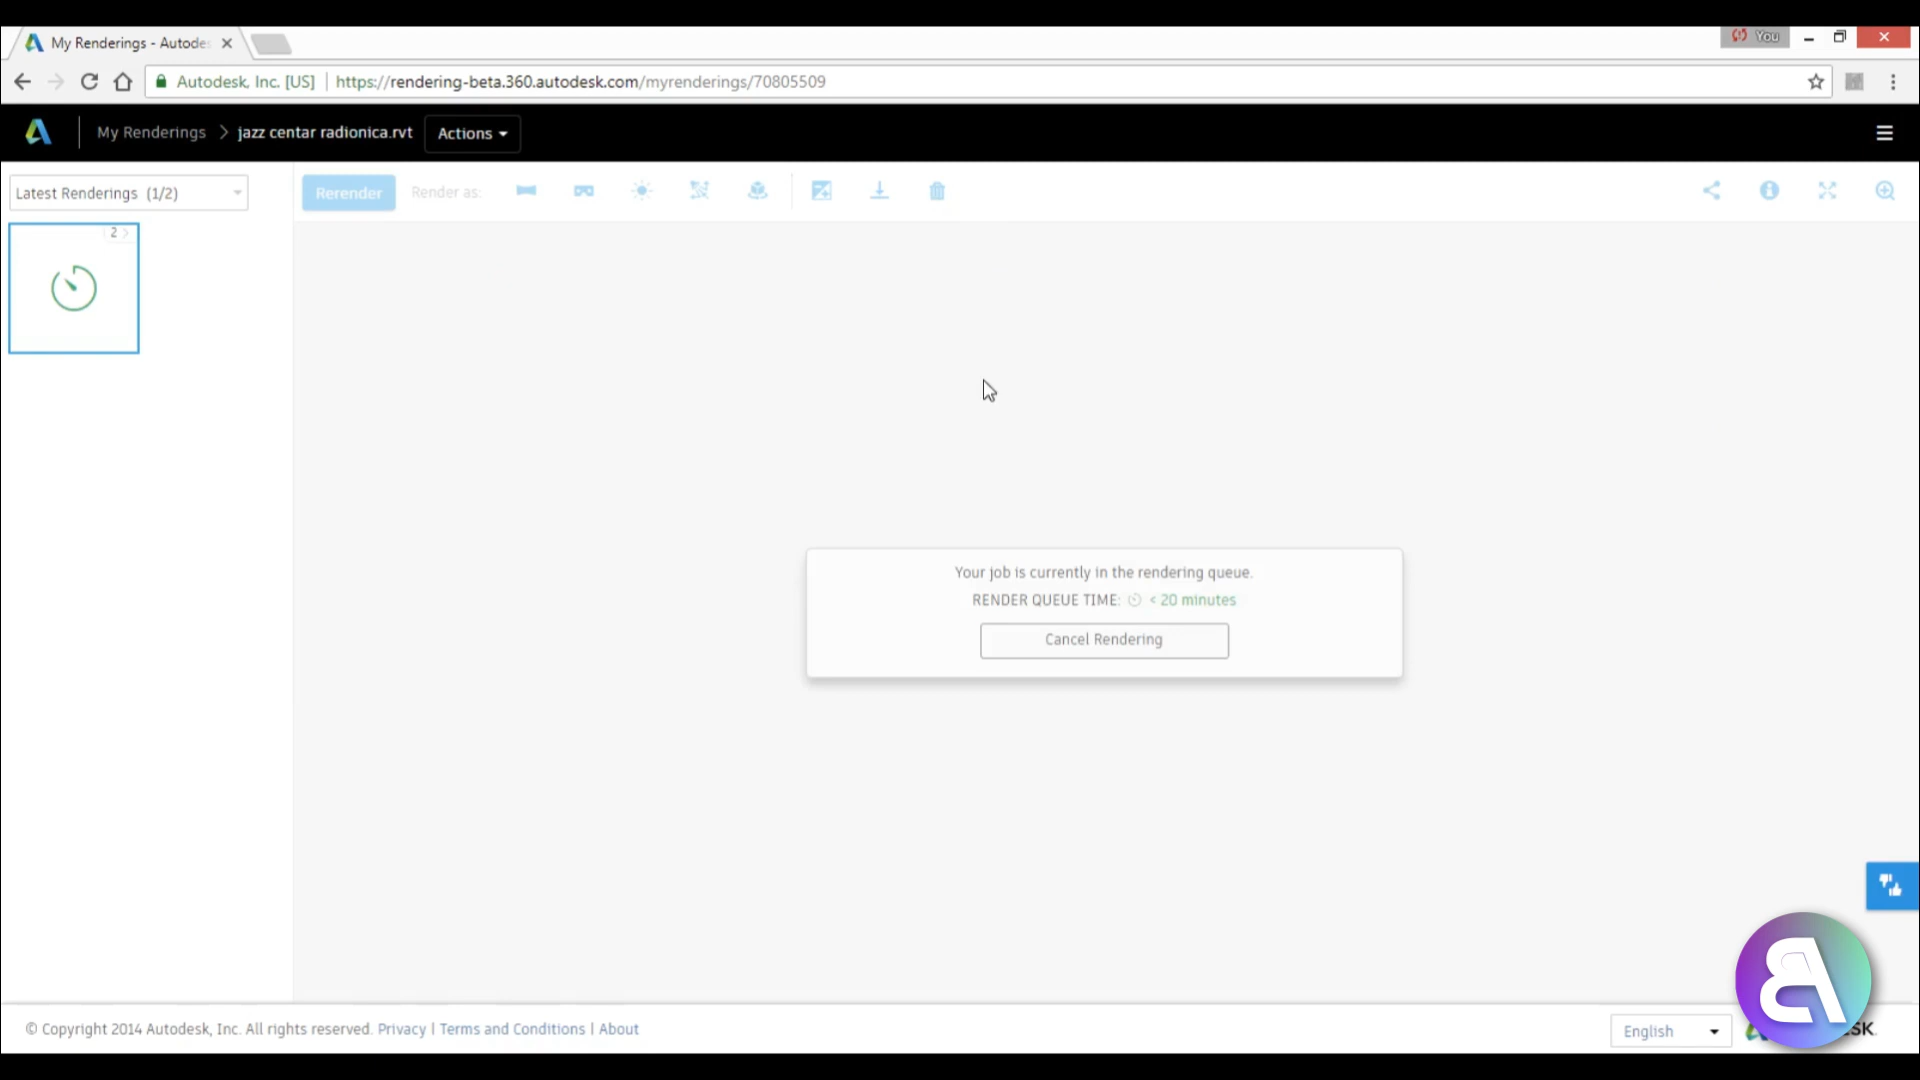 My Renderings - Autodes
You
Autodesk, Inc. [US] https://rendering-beta.360.autodesk.com/myrenderings/70805509
My Renderings > jazz centar radionica.rvt Actions
Latest Renderings (1/2) Rerender Render as:
2 >
Your job is currently in the rendering queue.
RENDER QUEUE TIME: < 20 minutes
Cancel Rendering
© Copyright 2014 Autodesk, Inc. All rights reserved. Privacy | Terms and Conditions | About
English